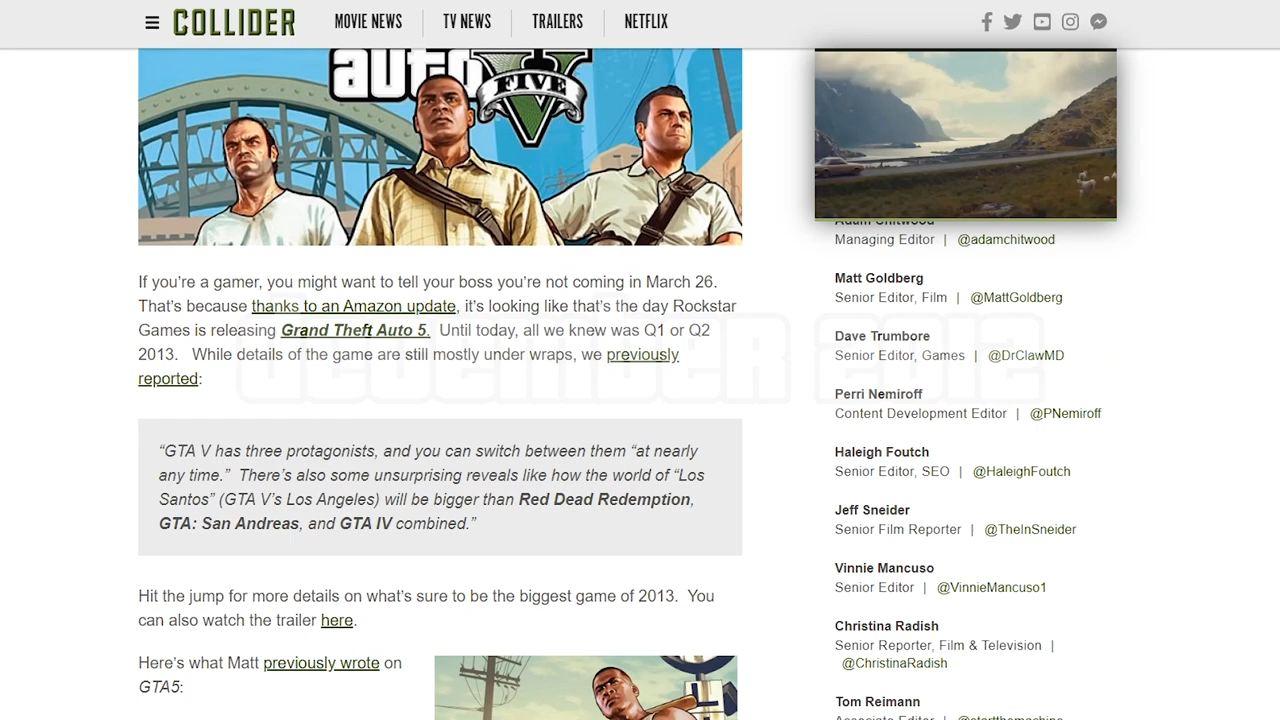 COLLIDER
MOVIE NEWS
TV NEWS
TRAILERS
NETFLIX
auto
V
FIVE
If you’re a gamer, you might want to tell your boss you’re not coming in March 26.
That’s because thanks to an Amazon update, it’s looking like that’s the day Rockstar
Games is releasing Grand Theft Auto 5.  Until today, all we knew was Q1 or Q2
2013.   While details of the game are still mostly under wraps, we previously
reported:
DECEMBER 2012
“GTA V has three protagonists, and you can switch between them “at nearly
any time.”  There’s also some unsurprising reveals like how the world of “Los
Santos” (GTA V’s Los Angeles) will be bigger than Red Dead Redemption,
GTA: San Andreas, and GTA IV combined.”
Hit the jump for more details on what’s sure to be the biggest game of 2013.  You
can also watch the trailer here.
Here’s what Matt previously wrote on
GTA5:
L
Adam Chitwood
Managing Editor | @adamchitwood
Matt Goldberg
Senior Editor, Film | @MattGoldberg
Dave Trumbore
Senior Editor, Games | @DrClawMD
Perri Nemiroff
Content Development Editor | @PNemiroff
Haleigh Foutch
Senior Editor, SEO | @HaleighFoutch
Jeff Sneider
Senior Film Reporter | @TheInSneider
Vinnie Mancuso
Senior Editor | @VinnieMancuso1
Christina Radish
Senior Reporter, Film & Television |
@ChristinaRadish
Tom Reimann
Associate Editor | @startthemachine